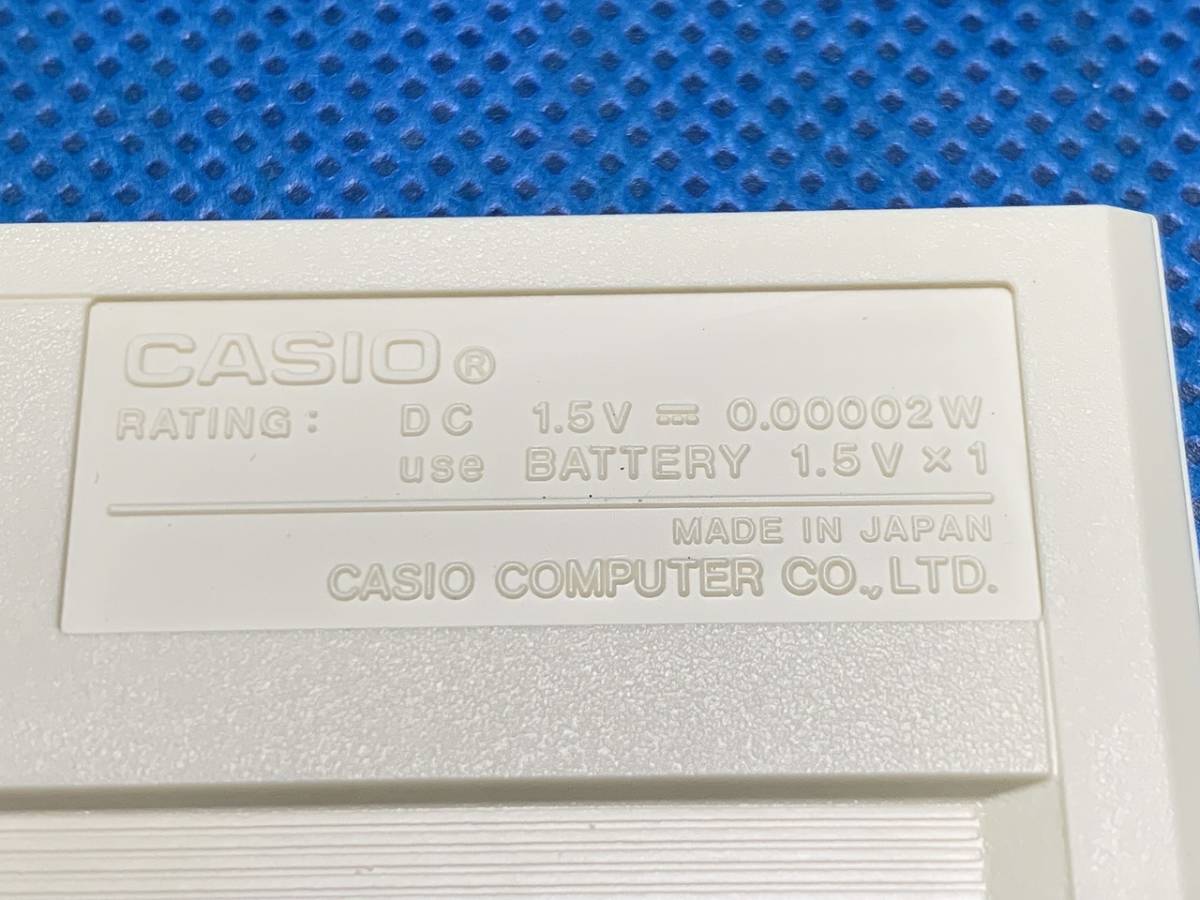 CASIO®
RATING: DC 1.5V ⎓ 0.00002W
use BATTERY 1.5V×1
MADE IN JAPAN
CASIO COMPUTER CO.,LTD.